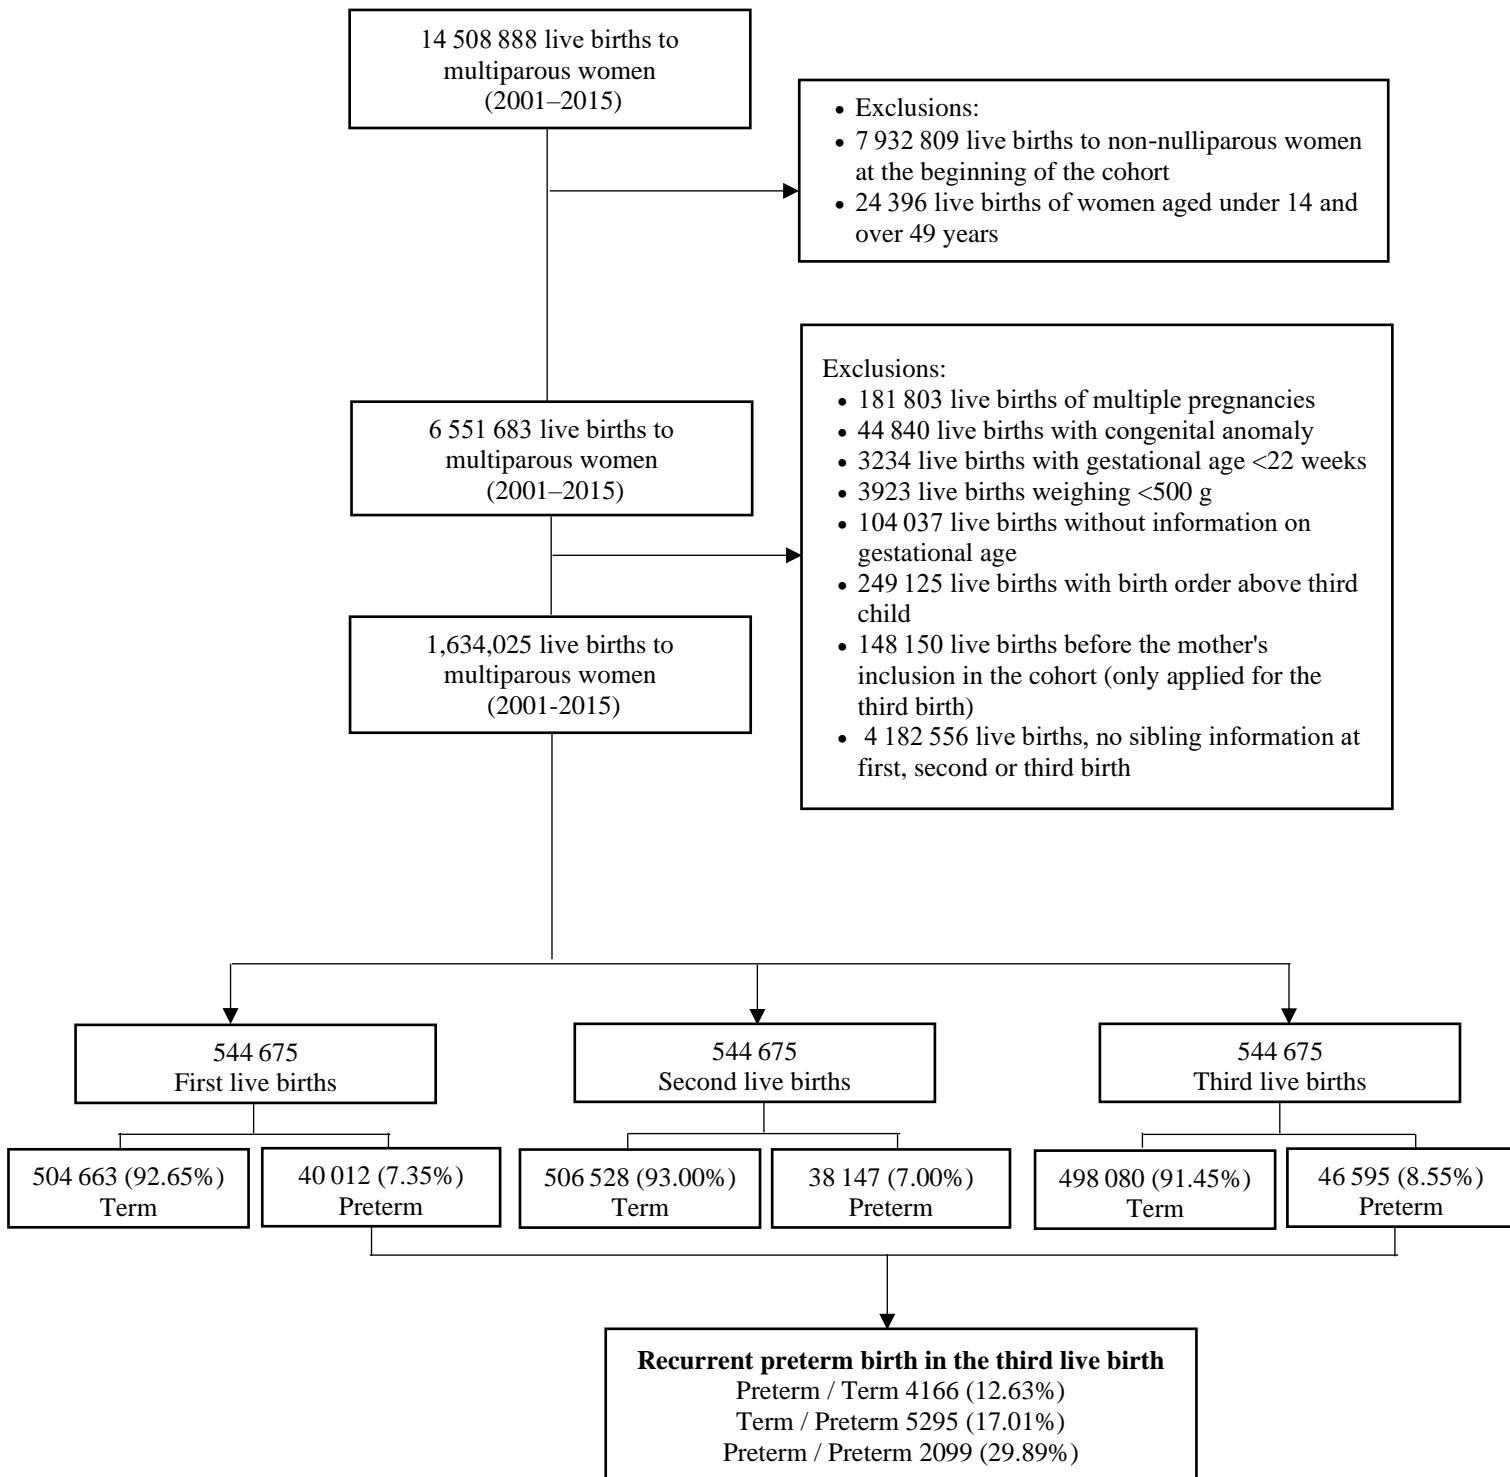 14 508 888 live births to
multiparous women
(2001–2015)
• Exclusions:
• 7 932 809 live births to non-nulliparous women
at the beginning of the cohort
• 24 396 live births of women aged under 14 and
over 49 years
Exclusions:
• 181 803 live births of multiple pregnancies
• 44 840 live births with congenital anomaly
• 3234 live births with gestational age <22 weeks
• 3923 live births weighing <500 g
• 104 037 live births without information on
gestational age
• 249 125 live births with birth order above third
child
• 148 150 live births before the mother's
inclusion in the cohort (only applied for the
third birth)
• 4 182 556 live births, no sibling information at
first, second or third birth
6 551 683 live births to
multiparous women
(2001–2015)
1,634,025 live births to
multiparous women
(2001-2015)
544 675
First live births
544 675
Second live births
544 675
Third live births
504 663 (92.65%)
Term
40 012 (7.35%)
Preterm
506 528 (93.00%)
Term
38 147 (7.00%)
Preterm
498 080 (91.45%)
Term
46 595 (8.55%)
Preterm
Recurrent preterm birth in the third live birth
Preterm / Term 4166 (12.63%)
Term / Preterm 5295 (17.01%)
Preterm / Preterm 2099 (29.89%)